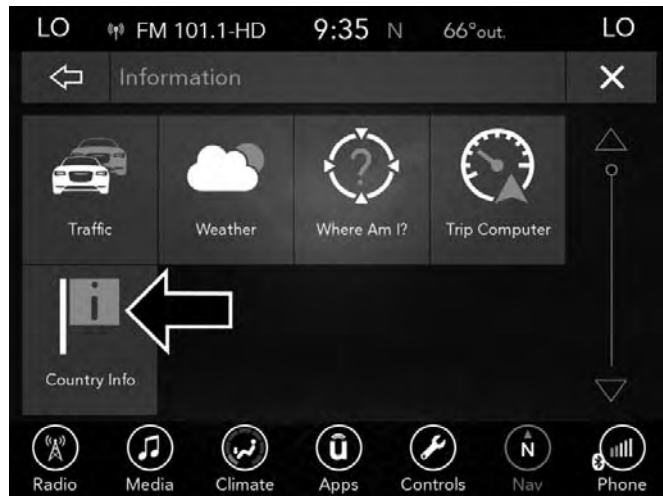 LO FM 101.1-HD 9:35 N 66°out. LO
Information
Traffic Weather Where Am I? Trip Computer
Country Info
Radio Media Climate Apps Controls Nav Phone